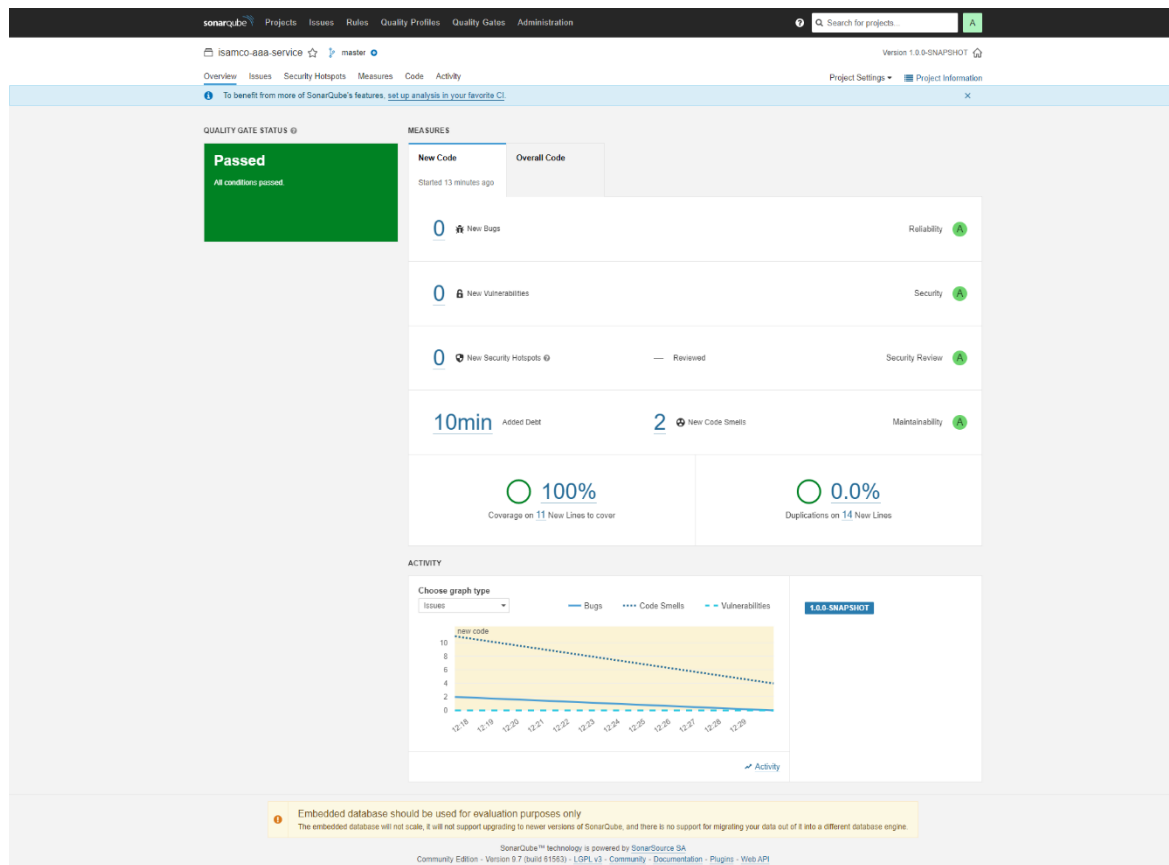 sonarqube Projects Issues Rules Quality Profiles Quality Gates Administration
Search for projects...
A
isamco-aaa-service master
Version 1.0.0-SNAPSHOT
Overview Issues Security Hotspots Measures Code Activity
Project Settings Project Information
To benefit from more of SonarQube's features, set up analysis in your favorite CI.
QUALITY GATE STATUS
Passed
All conditions passed.
MEASURES
New Code
Started 13 minutes ago
Overall Code
0 New Bugs
Reliability A
0 New Vulnerabilities
Security A
0 New Security Hotspots
— Reviewed
Security Review A
10min Added Debt
2 New Code Smells
Maintainability A
100%
Coverage on 11 New Lines to cover
0.0%
Duplications on 14 New Lines
ACTIVITY
Choose graph type
Issues
Bugs Code Smells Vulnerabilities
new code
10
8
6
4
2
0
12:18 12:19 12:20 12:21 12:22 12:23 12:24 12:25 12:26 12:27 12:28 12:29
Activity
1.0.0-SNAPSHOT
Embedded database should be used for evaluation purposes only
The embedded database will not scale, it will not support upgrading to newer versions of SonarQube, and there is no support for migrating your data out of it into a different database engine.
SonarQube™ technology is powered by SonarSource SA
Community Edition - Version 9.7 (build 61563) - LGPL v3 - Community - Documentation - Plugins - Web API